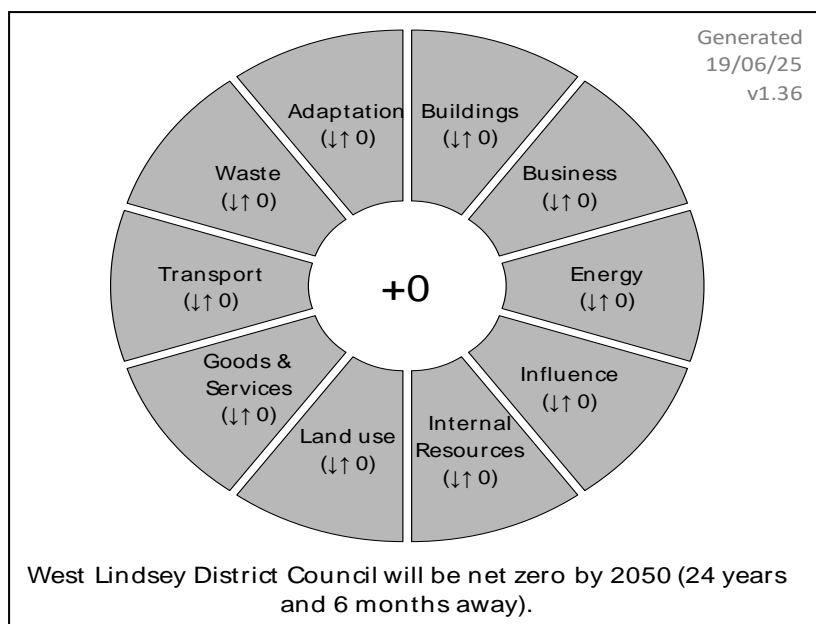 Generated
19/06/25
v1.36
Adaptation
(↓↑ 0)
Buildings
(↓↑ 0)
Waste
(↓↑ 0)
Business
(↓↑ 0)
Transport
(↓↑ 0)
+0
Energy
(↓↑ 0)
Goods &
Services
(↓↑ 0)
Influence
(↓↑ 0)
Land use
(↓↑ 0)
Internal
Resources
(↓↑ 0)
West Lindsey District Council will be net zero by 2050 (24 years
and 6 months away).